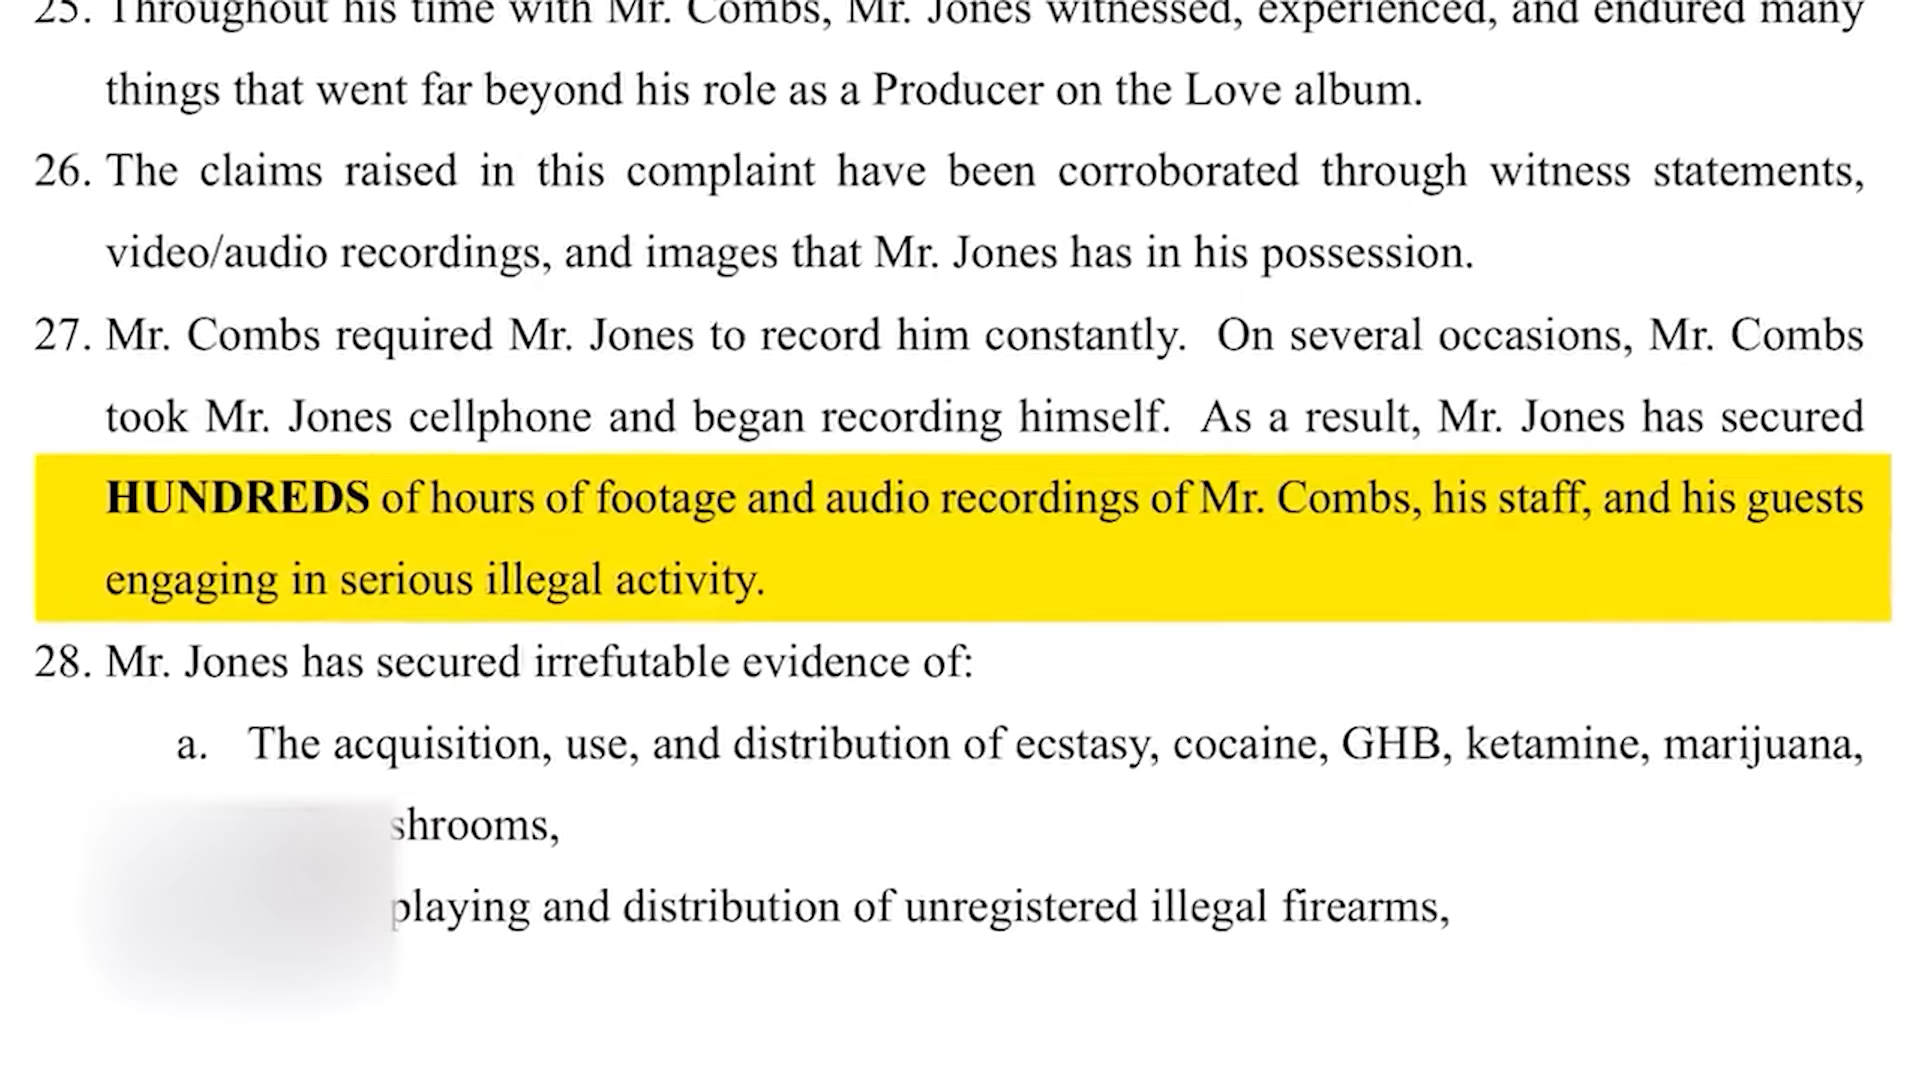 25. Throughout his time with Mr. Combs, Mr. Jones witnessed, experienced, and endured many
things that went far beyond his role as a Producer on the Love album.
26. The claims raised in this complaint have been corroborated through witness statements,
video/audio recordings, and images that Mr. Jones has in his possession.
27. Mr. Combs required Mr. Jones to record him constantly. On several occasions, Mr. Combs
took Mr. Jones cellphone and began recording himself. As a result, Mr. Jones has secured
HUNDREDS of hours of footage and audio recordings of Mr. Combs, his staff, and his guests
engaging in serious illegal activity.
28. Mr. Jones has secured irrefutable evidence of:
a. The acquisition, use, and distribution of ecstasy, cocaine, GHB, ketamine, marijuana,
shrooms,
playing and distribution of unregistered illegal firearms,